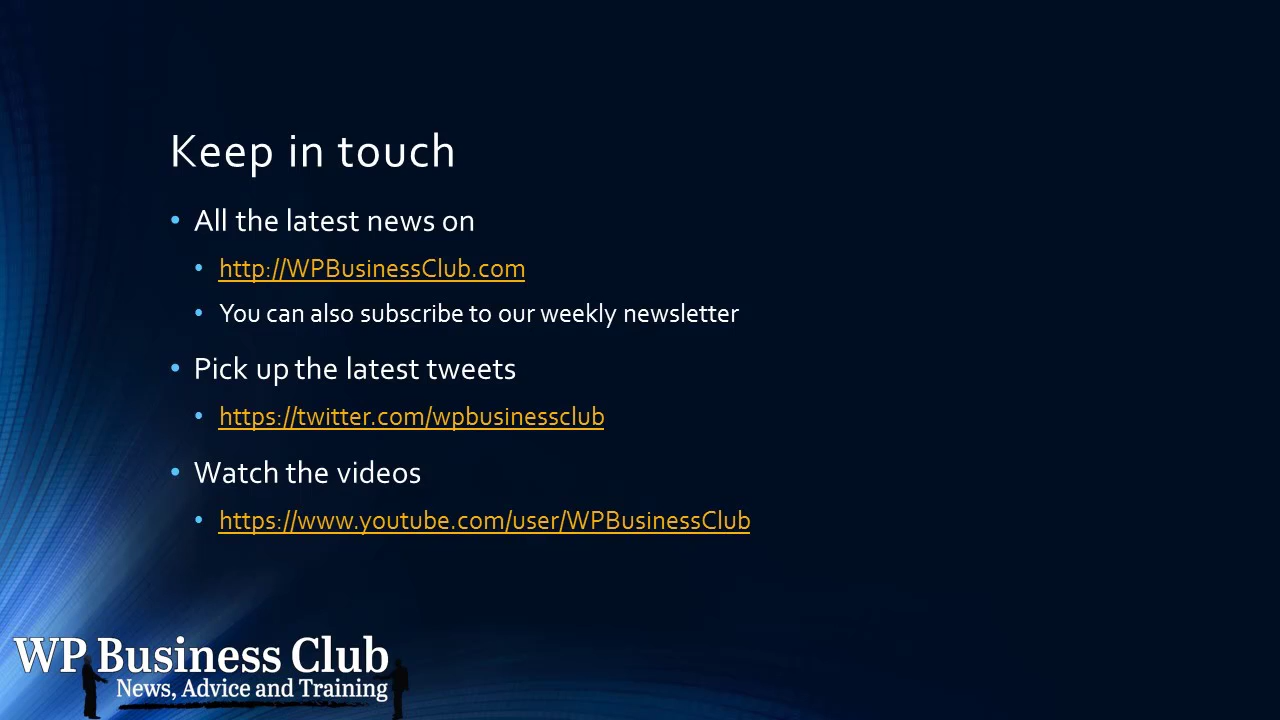 Keep in touch
• All the latest news on
• http://WPBusinessClub.com
• You can also subscribe to our weekly newsletter
• Pick up the latest tweets
• https://twitter.com/wpbusinessclub
• Watch the videos
• https://www.youtube.com/user/WPBusinessClub
WP Business Club
News, Advice and Training